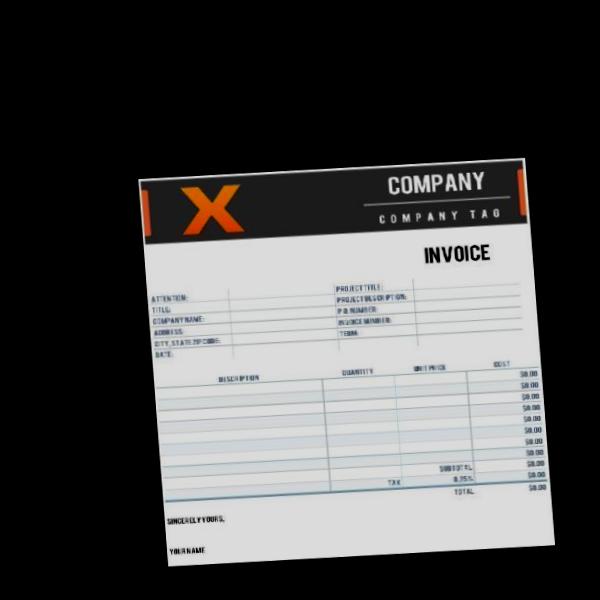 X
COMPANY
COMPANY TAG
INVOICE
ATTENTION:
TITLE:
COMPANY NAME:
ADDRESS:
CITY, STATE ZIP CODE:
DATE:
PROJECT TITLE:
PROJECT DESCRIPTION:
P.O. NUMBER:
INVOICE NUMBER:
TERM:
DESCRIPTION QUANTITY UNIT PRICE COST
$0.00
$0.00
$0.00
$0.00
$0.00
$0.00
$0.00
$0.00
SUBTOTAL $0.00
TAX 8.25% $0.00
TOTAL $0.00
SINCERELY YOURS,
YOUR NAME